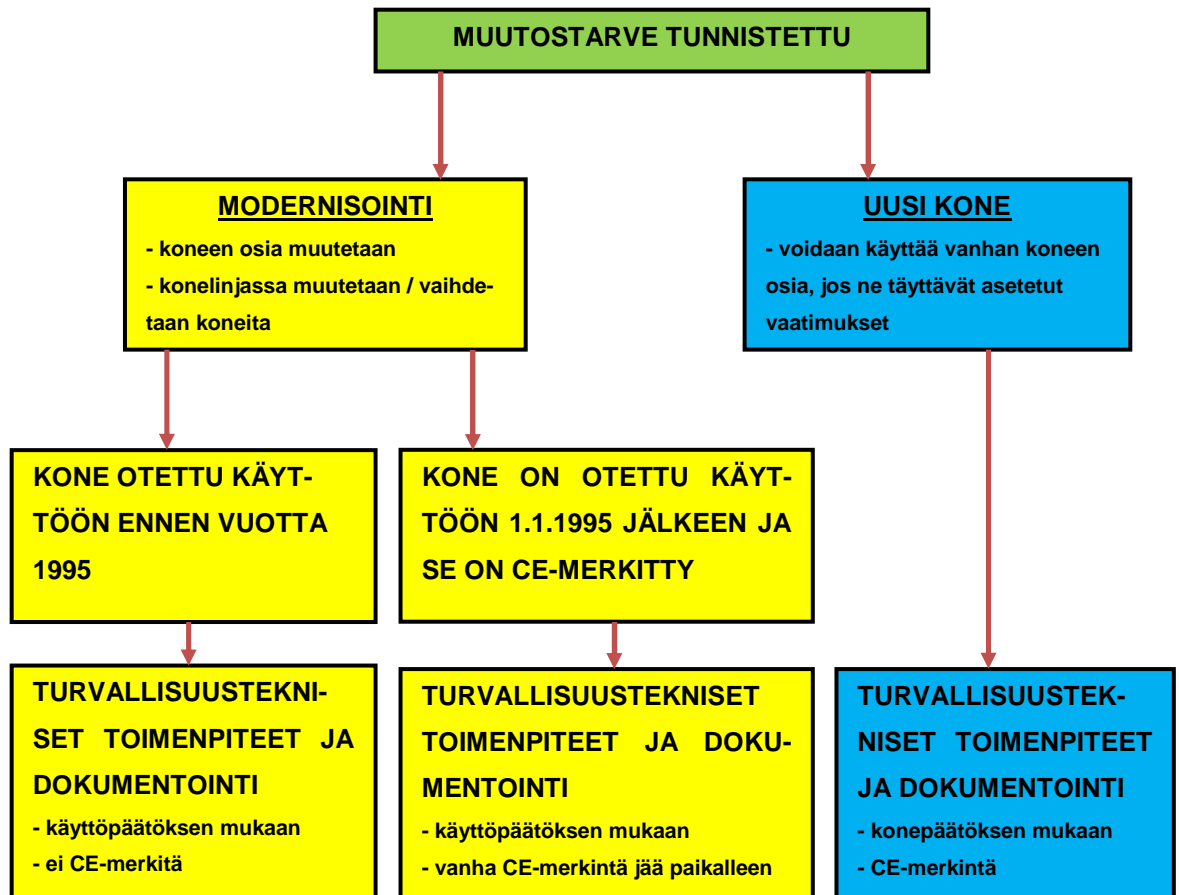 MUUTOSTARVE TUNNISTETTU
MODERNISOINTI
- koneen osia muutetaan
- konelinjassa muutetaan / vaihde-
taan koneita
UUSI KONE
- voidaan käyttää vanhan koneen
osia, jos ne täyttävät asetetut
vaatimukset
KONE OTETTU KÄYT-
TÖÖN ENNEN VUOTTA
1995
KONE ON OTETTU KÄYT-
TÖÖN 1.1.1995 JÄLKEEN JA
SE ON CE-MERKITTY
TURVALLISUUSTEKNI-
SET TOIMENPITEET JA
DOKUMENTOINTI
- käyttöpäätöksen mukaan
- ei CE-merkitä
TURVALLISUUSTEKNISET
TOIMENPITEET JA DOKU-
MENTOINTI
- käyttöpäätöksen mukaan
- vanha CE-merkintä jää paikalleen
TURVALLISUUSTEK-
NISET TOIMENPITEET
JA DOKUMENTOINTI
- konepäätöksen mukaan
- CE-merkintä